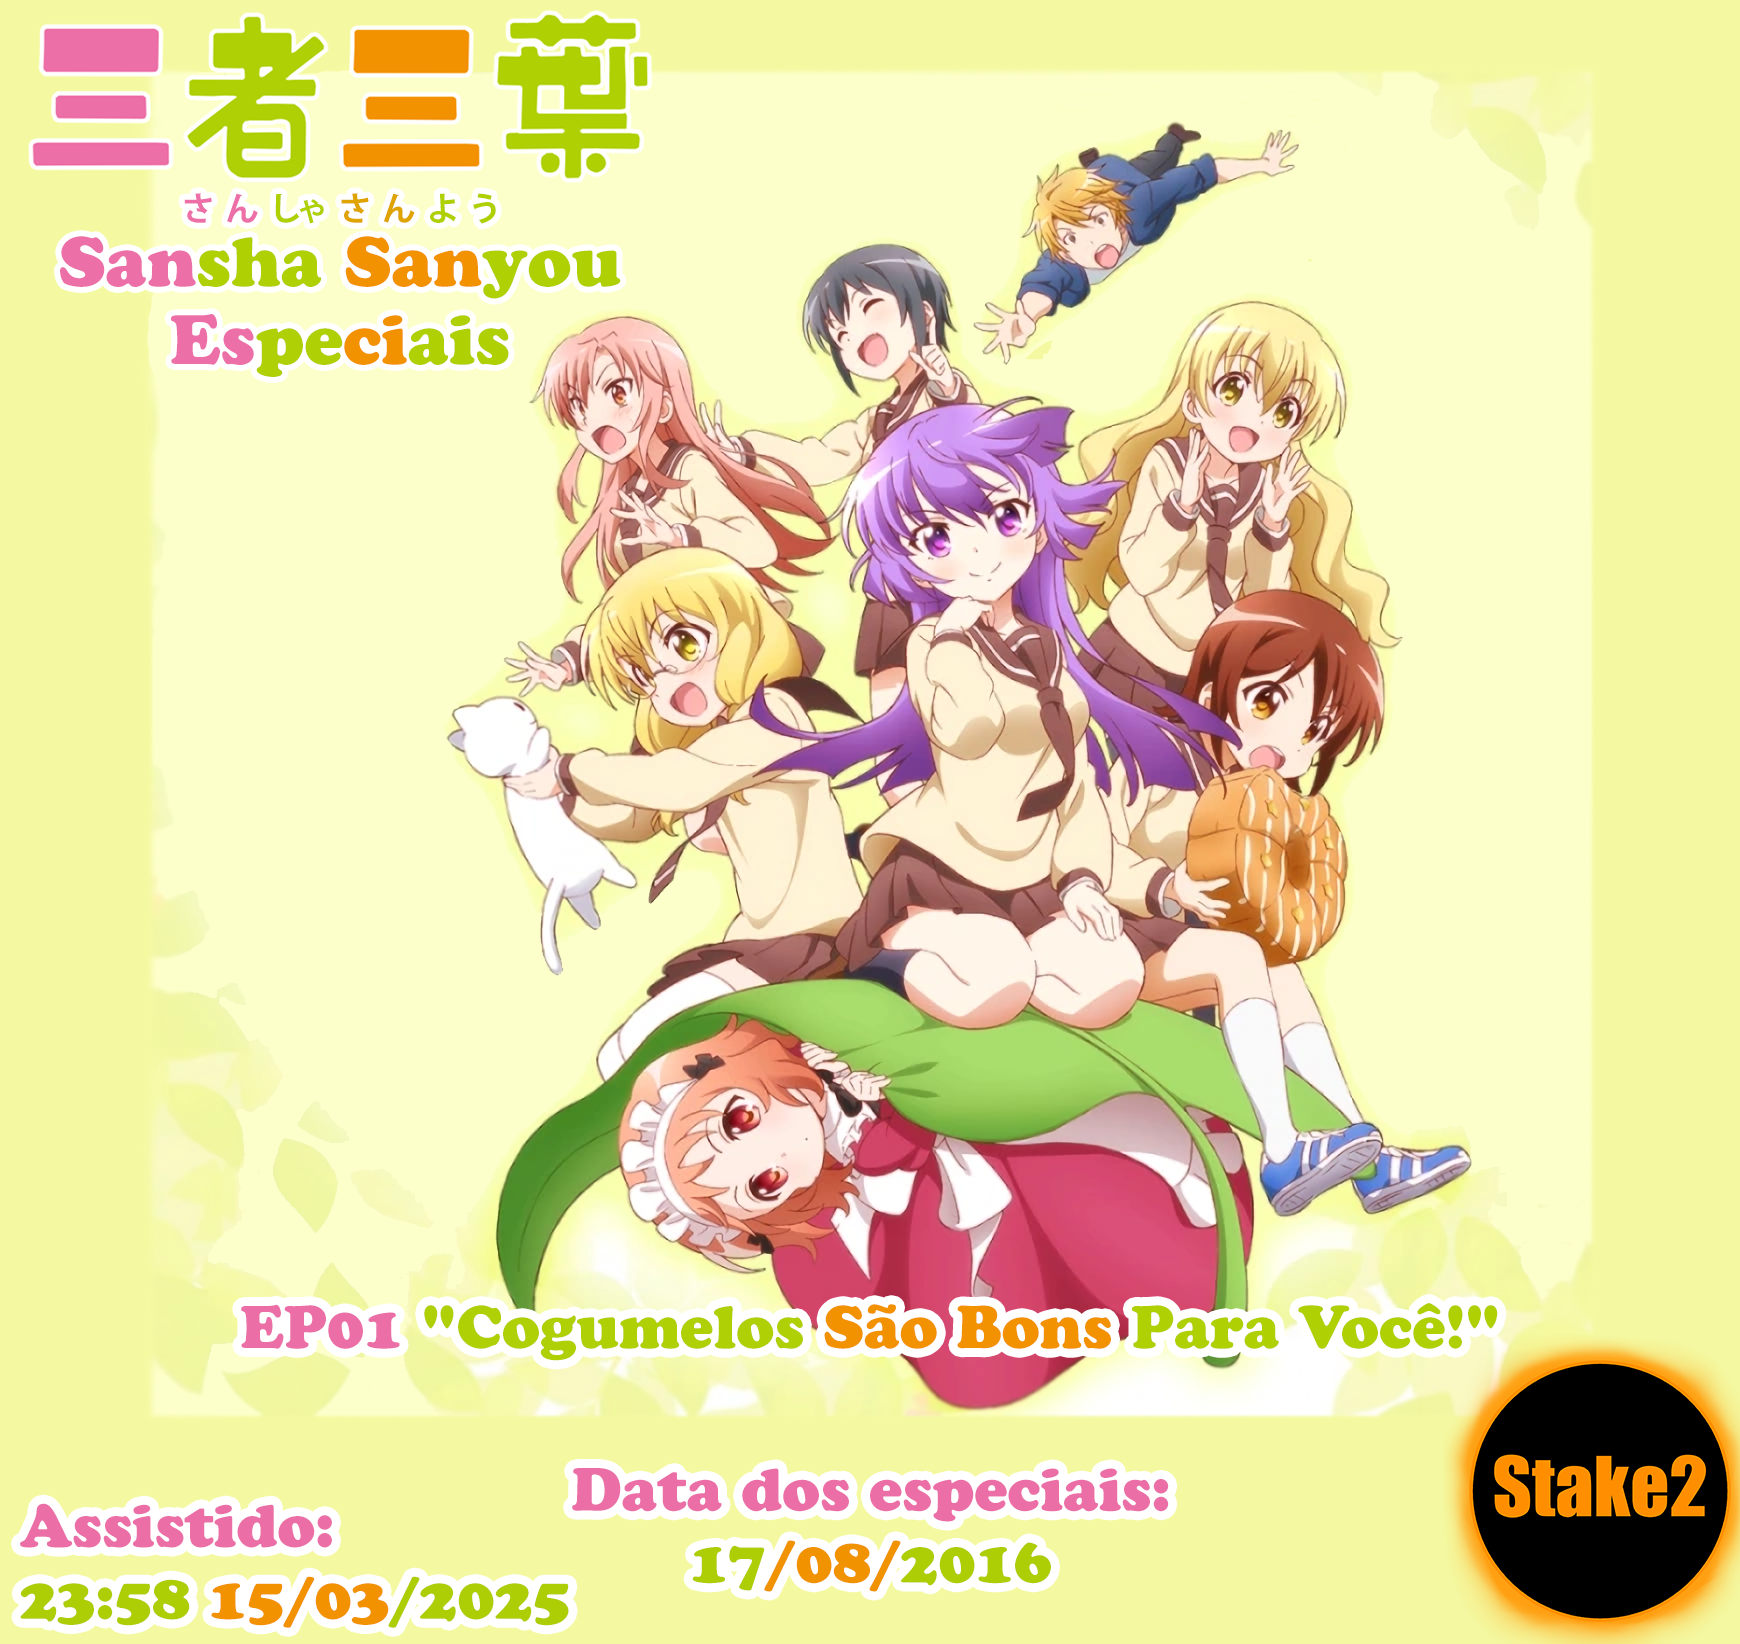 三者三葉
さんしゃさんよう
Sansha Sanyou
Especiais
EP01 "Cogumelos São Bons Para Você!"
Data dos especiais:
17/08/2016
Assistido:
23:58 15/03/2025
Stake2